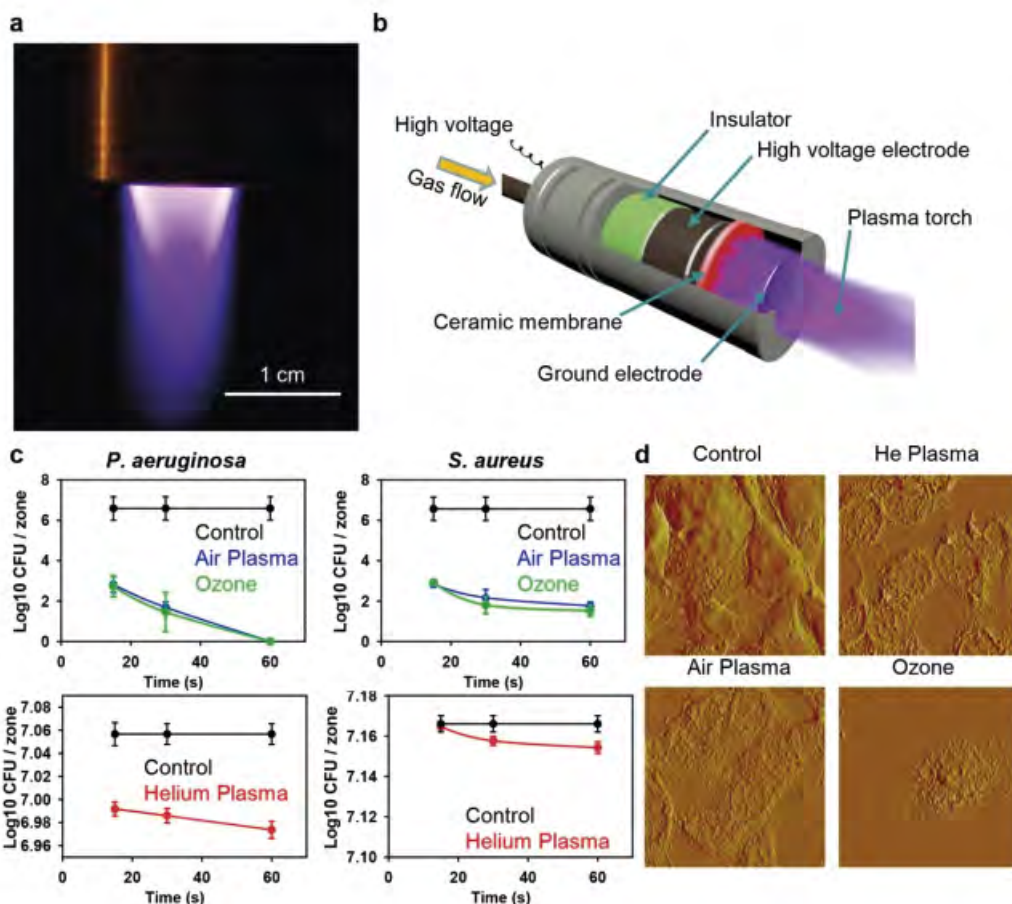 a
1 cm
b
High voltage
Gas flow
Insulator
High voltage electrode
Plasma torch
Ceramic membrane
Ground electrode
c
P. aeruginosa
Log10 CFU / zone
8
6
4
2
0
Control
Air Plasma
Ozone
0 20 40 60
Time (s)
S. aureus
Log10 CFU / zone
8
6
4
2
0
Control
Air Plasma
Ozone
0 20 40 60
Time (s)
Log10 CFU / zone
7.08
7.06
7.04
7.02
7.00
6.98
6.96
Control
Helium Plasma
0 20 40 60
Time (s)
Log10 CFU / zone
7.18
7.16
7.14
7.12
7.10
Control
Helium Plasma
0 20 40 60
Time (s)
d
Control
He Plasma
Air Plasma
Ozone